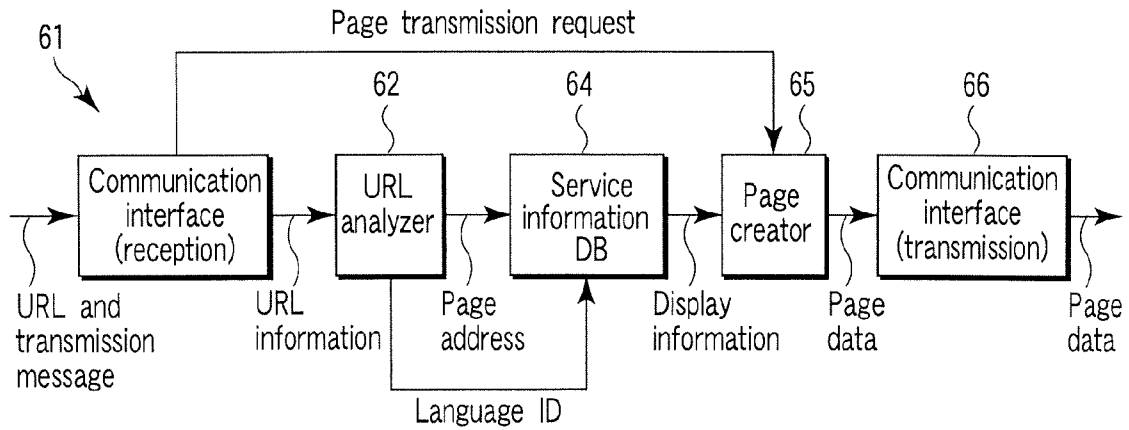 Page transmission request
61
62
64
65
66
Communication
interface
(reception)
URL
analyzer
Service
information
DB
Page
creator
Communication
interface
(transmission)
URL and
transmission
message
URL
information
Page
address
Display
information
Page
data
Page
data
Language ID